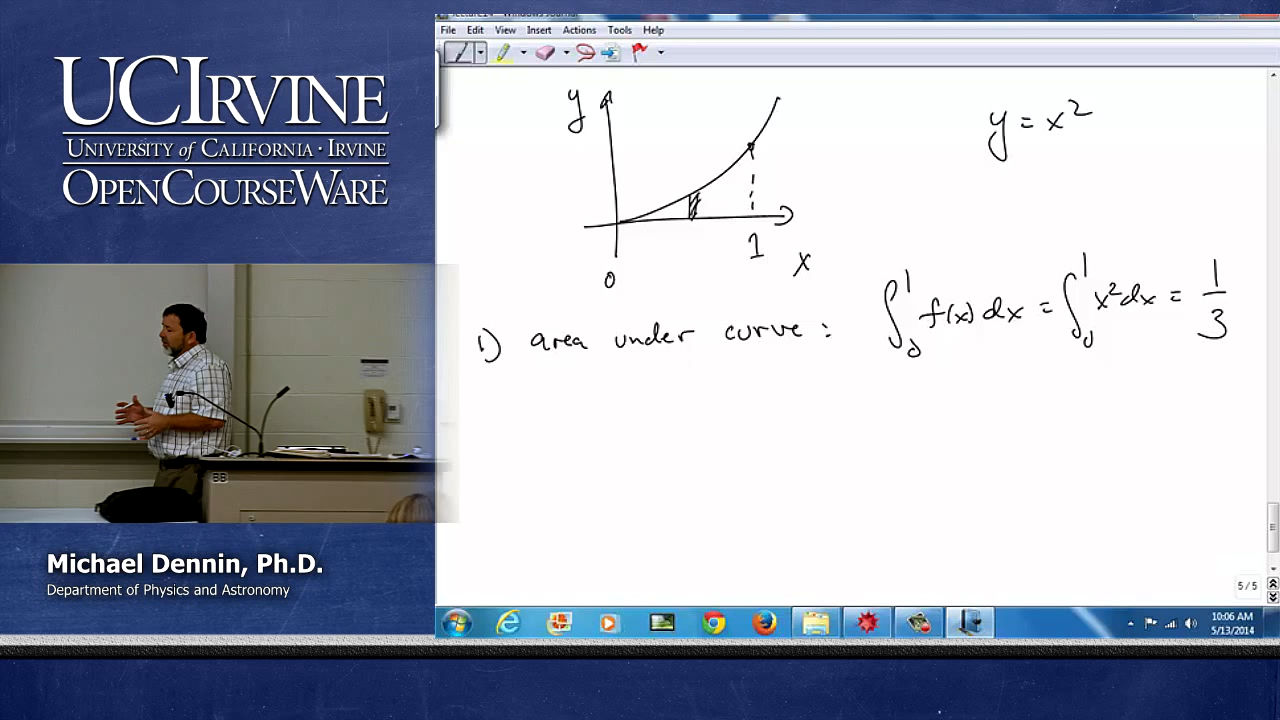 UCIRVINE
UNIVERSITY of CALIFORNIA · IRVINE
OPENCOURSEWARE
Michael Dennin, Ph.D.
Department of Physics and Astronomy
File Edit View Insert Actions Tools Help
y
y = x²
1
x
0
1) area under curve : ∫₀¹ f(x) dx = ∫₀¹ x² dx = 1/3
5 / 5
10:06 AM
5/13/2014